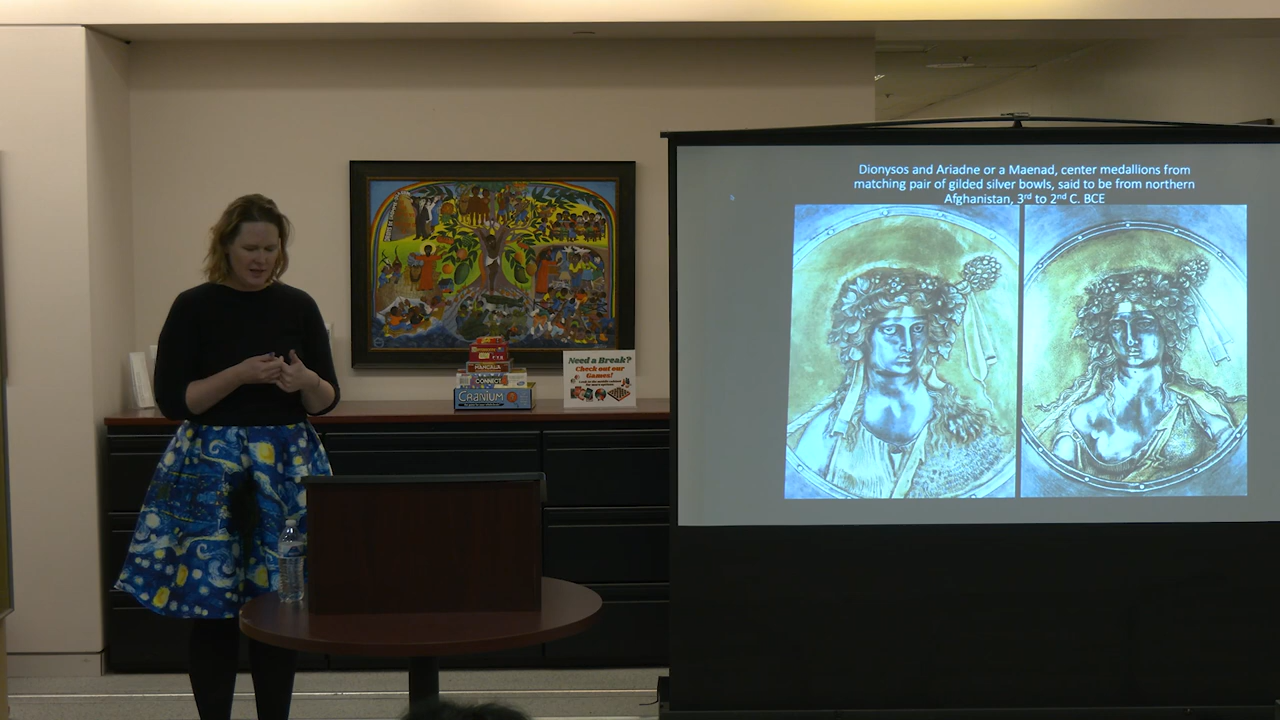 Dionysos and Ariadne or a Maenad, center medallions from
matching pair of gilded silver bowls, said to be from northern
Afghanistan, 3rd to 2nd C. BCE
Need a Break?
Check out our
Games!
MANCALA
CONNECT
CRANIUM